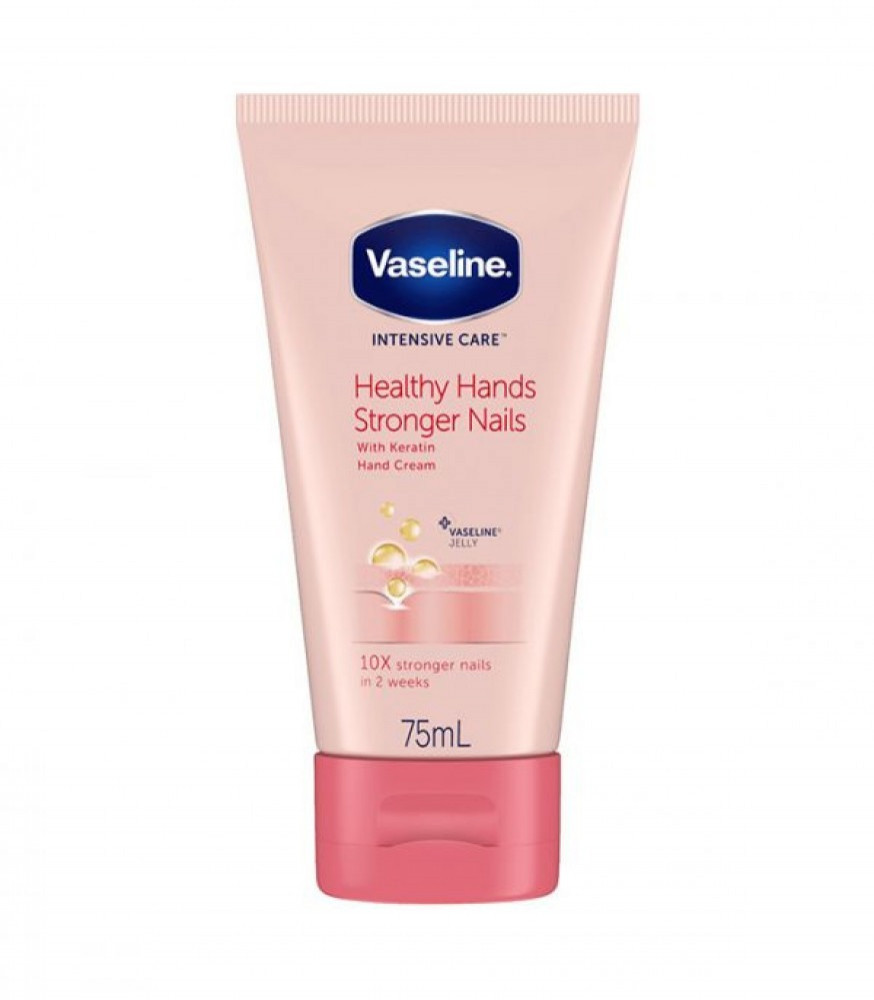 Vaseline.
INTENSIVE CARE™
Healthy Hands
Stronger Nails
With Keratin
Hand Cream
VASELINE®
JELLY
10X stronger nails
in 2 weeks
75mL